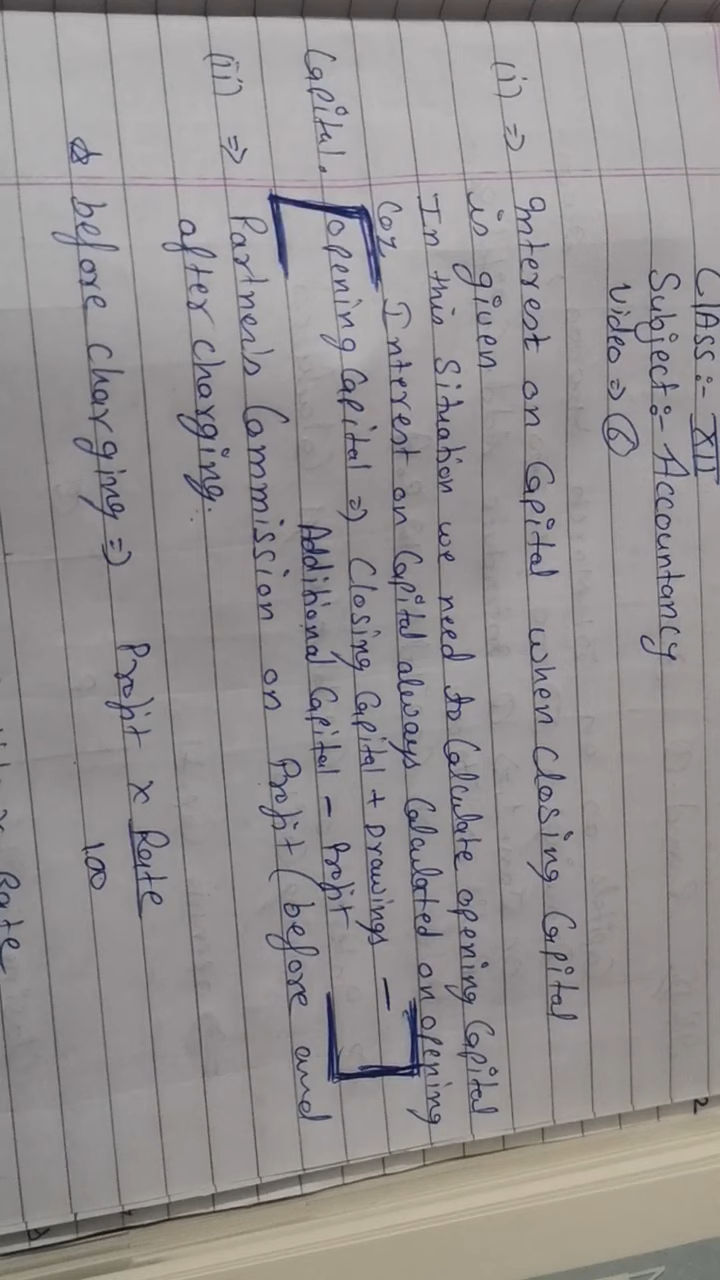 CLASS :- XII
Subject :- Accountancy
Video => 6
(i) => Interest on Capital when closing Capital
is given
In this Situation we need to Calculate opening Capital
Coz Interest on Capital always Calculated on opening
Capital.
opening Capital => Closing Capital + Drawings -
Additional Capital - Profit
(ii) => Partner's Commission on Profit (before and
after charging.
before charging => Profit x Rate
100
Rate